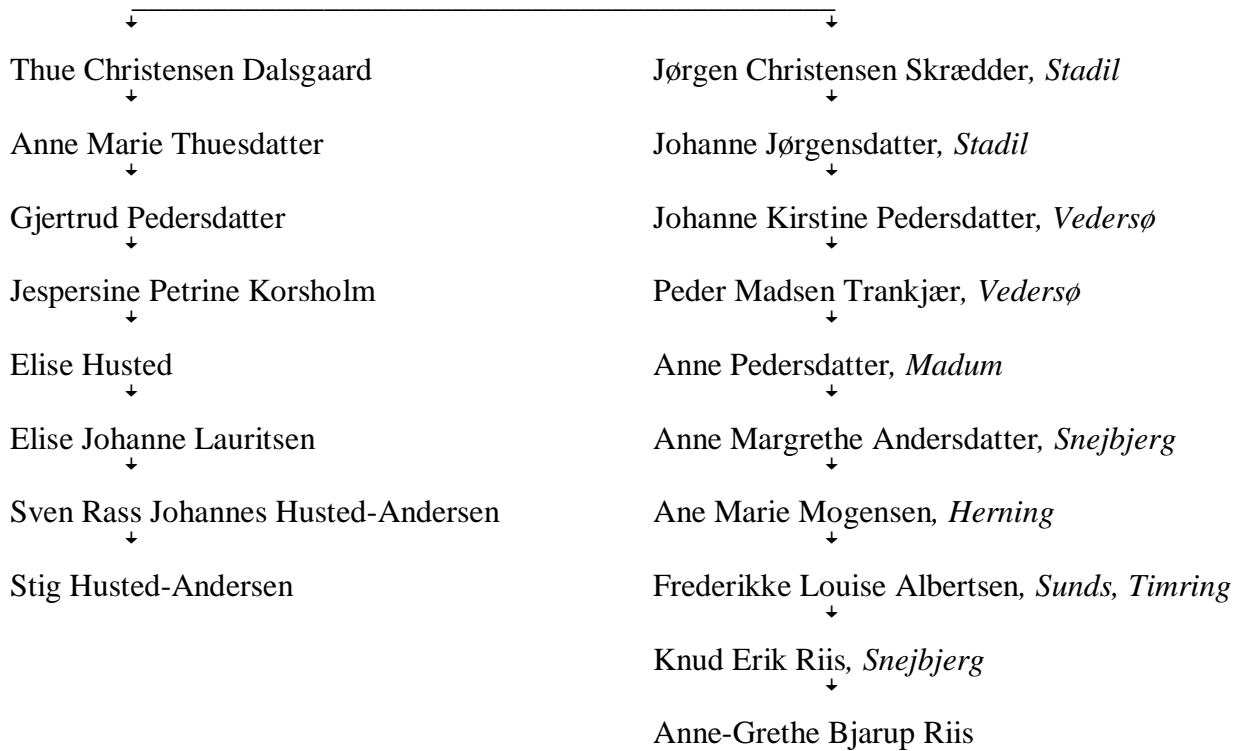 Thue Christensen Dalsgaard
Jørgen Christensen Skrædder, Stadil
Anne Marie Thuesdatter
Johanne Jørgensdatter, Stadil
Gjertrud Pedersdatter
Johanne Kirstine Pedersdatter, Vedersø
Jespersine Petrine Korsholm
Peder Madsen Trankjær, Vedersø
Elise Husted
Anne Pedersdatter, Madum
Elise Johanne Lauritsen
Anne Margrethe Andersdatter, Snejbjerg
Sven Rass Johannes Husted-Andersen
Ane Marie Mogensen, Herning
Stig Husted-Andersen
Frederikke Louise Albertsen, Sunds, Timring
Knud Erik Riis, Snejbjerg
Anne-Grethe Bjarup Riis